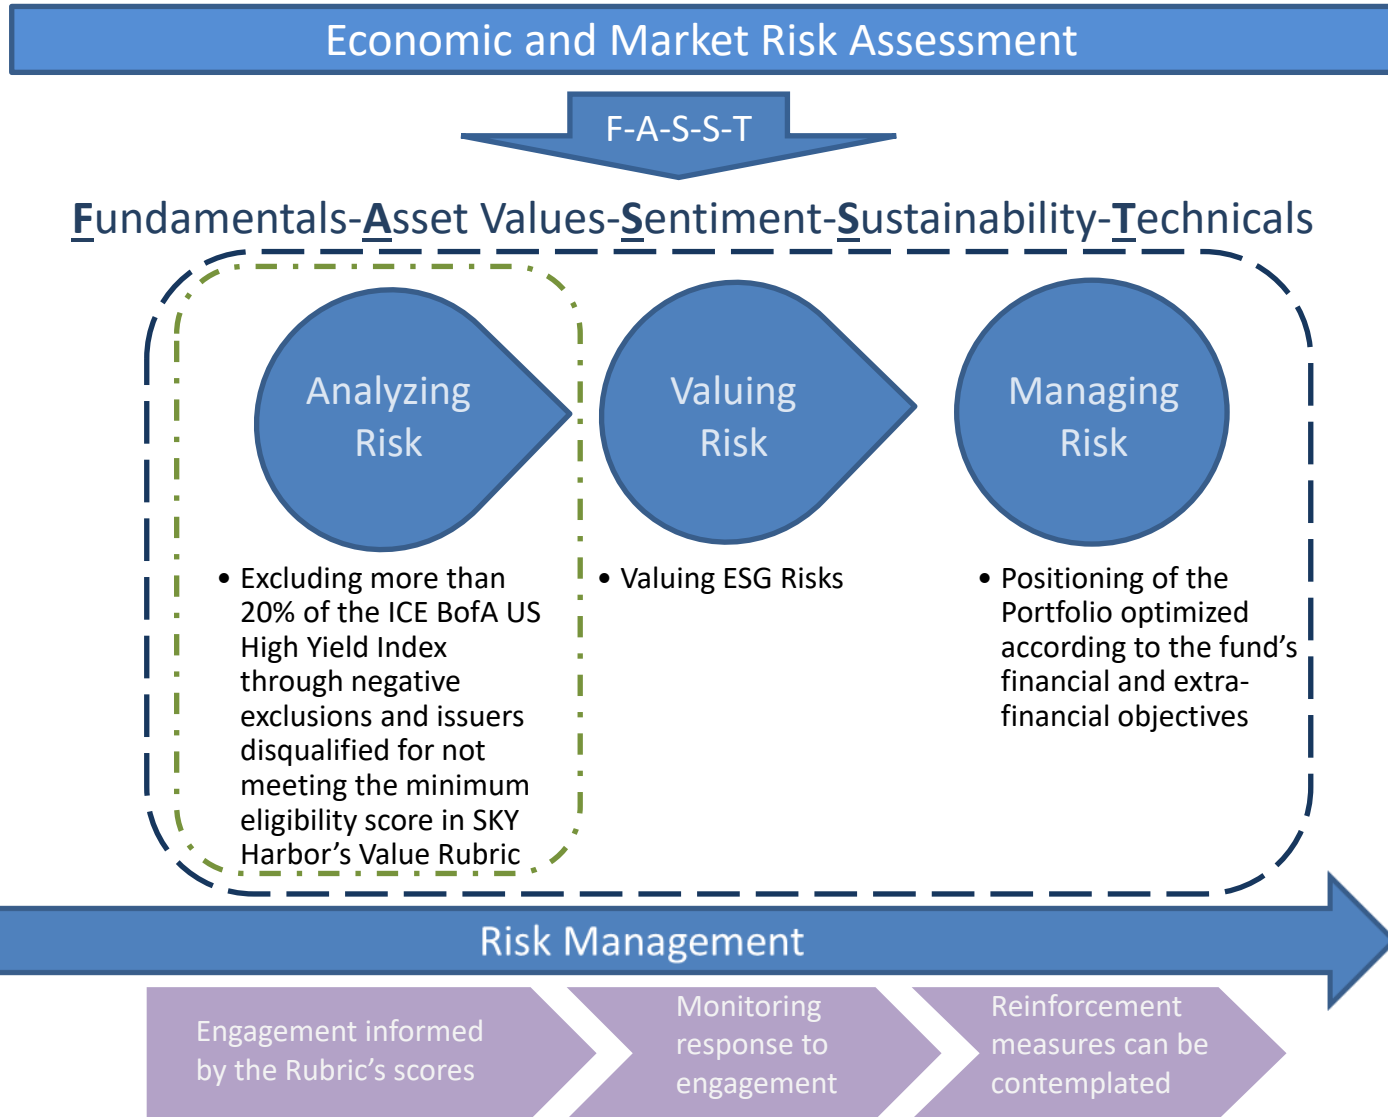 Economic and Market Risk Assessment
F-A-S-S-T
Fundamentals-Asset Values-Sentiment-Sustainability-Technicals
Analyzing
Risk
Valuing
Risk
Managing
Risk
• Excluding more than
20% of the ICE BofA US
High Yield Index
through negative
exclusions and issuers
disqualified for not
meeting the minimum
eligibility score in SKY
Harbor’s Value Rubric
• Valuing ESG Risks
• Positioning of the
Portfolio optimized
according to the fund’s
financial and extra-
financial objectives
Risk Management
Engagement informed
by the Rubric’s scores
Monitoring
response to
engagement
Reinforcement
measures can be
contemplated